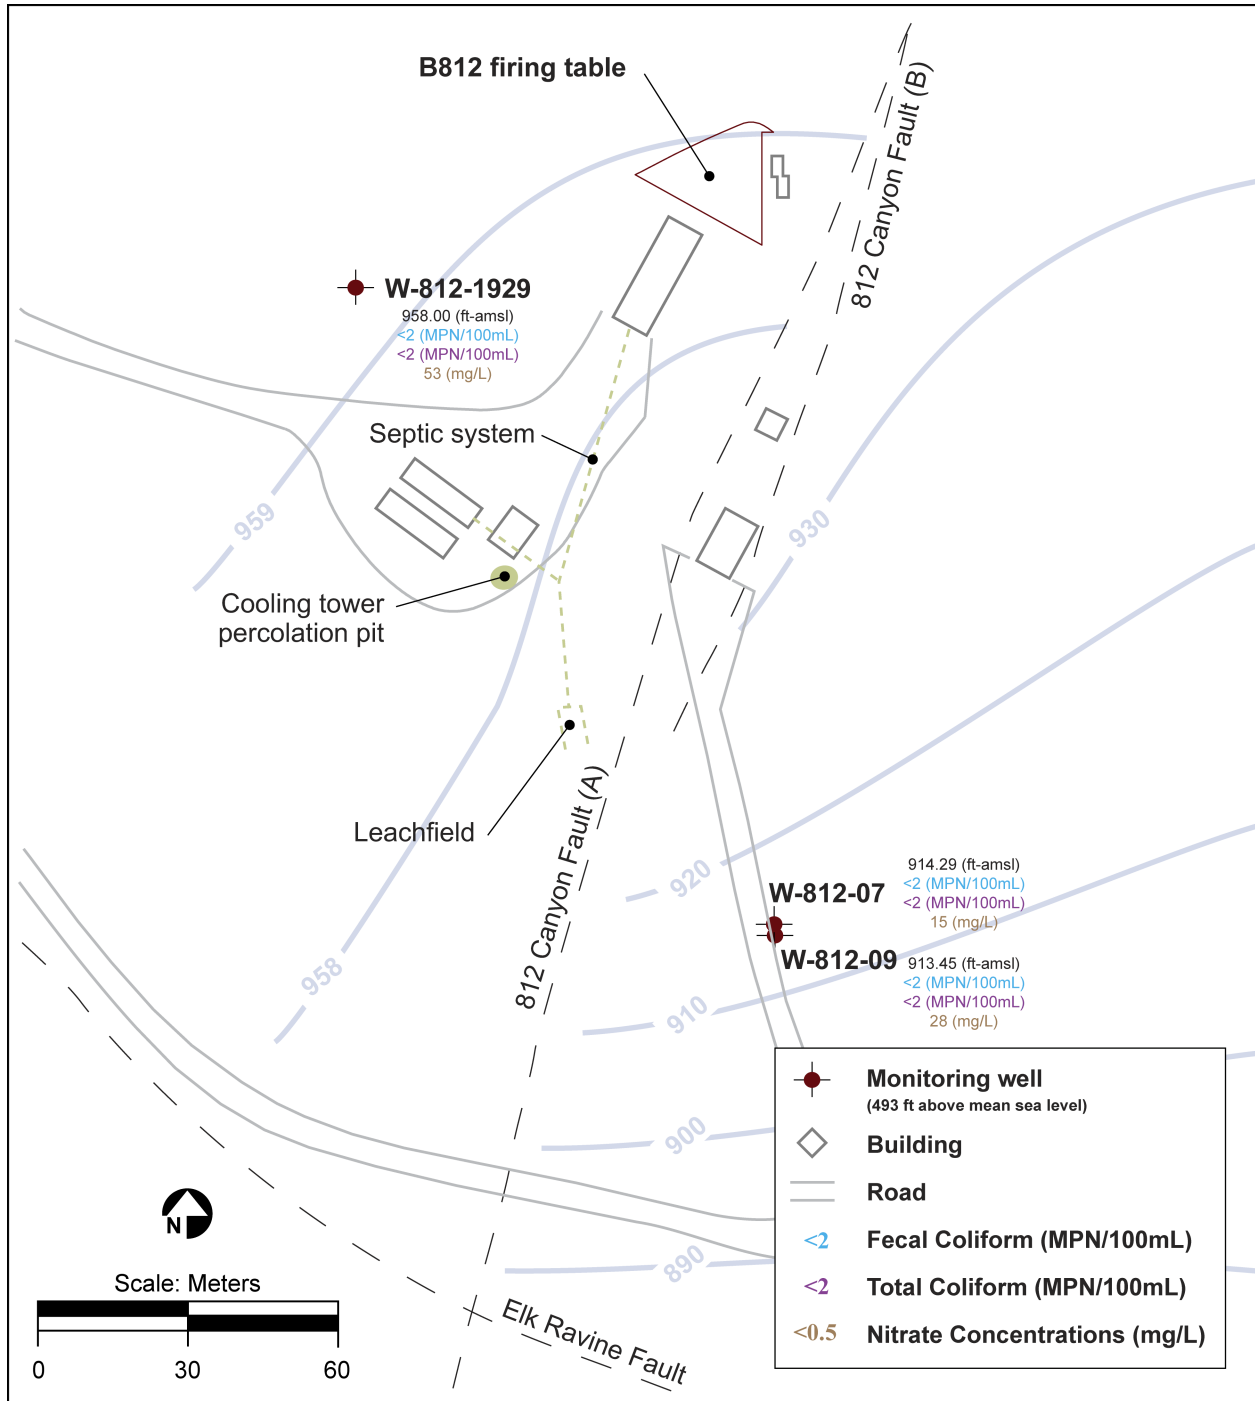 B812 firing table
812 Canyon Fault (B)
W-812-1929
958.00 (ft-amsl)
<2 (MPN/100mL)
<2 (MPN/100mL)
53 (mg/L)
Septic system
959
930
Cooling tower
percolation pit
Leachfield
812 Canyon Fault (A)
920
914.29 (ft-amsl)
<2 (MPN/100mL)
<2 (MPN/100mL)
15 (mg/L)
W-812-07
W-812-09
913.45 (ft-amsl)
<2 (MPN/100mL)
<2 (MPN/100mL)
28 (mg/L)
958
910
900
890
Elk Ravine Fault
N
Scale: Meters
0 30 60
Monitoring well
(493 ft above mean sea level)
Building
Road
<2 Fecal Coliform (MPN/100mL)
<2 Total Coliform (MPN/100mL)
<0.5 Nitrate Concentrations (mg/L)